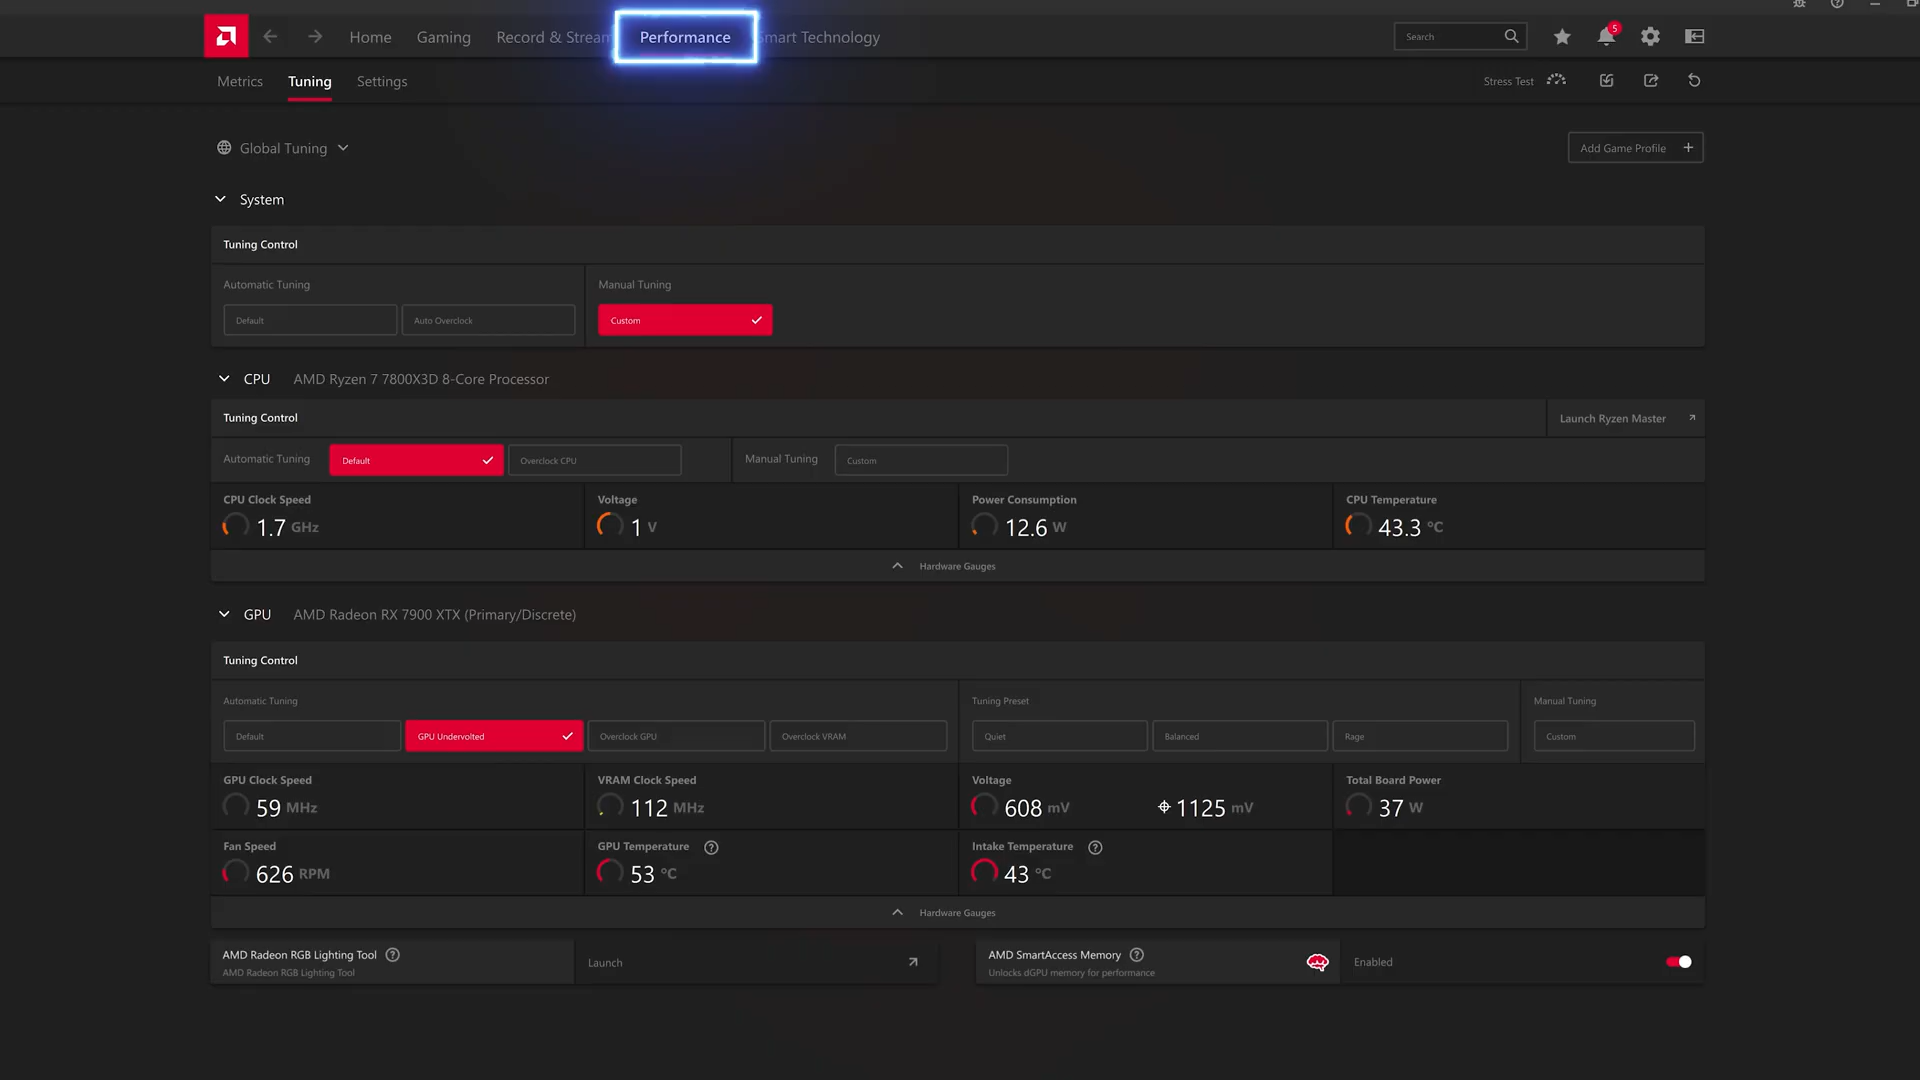 Home Gaming Record & Stream Performance Smart Technology Search 5
Metrics Tuning Settings Stress Test
Global Tuning Add Game Profile
System
Tuning Control
Automatic Tuning Manual Tuning
Default Auto Overclock Custom
CPU AMD Ryzen 7 7800X3D 8-Core Processor
Tuning Control Launch Ryzen Master
Automatic Tuning Default Overclock CPU Manual Tuning Custom
CPU Clock Speed Voltage Power Consumption CPU Temperature
1.7 GHz 1 V 12.6 W 43.3 °C
Hardware Gauges
GPU AMD Radeon RX 7900 XTX (Primary/Discrete)
Tuning Control
Automatic Tuning Tuning Preset Manual Tuning
Default GPU Undervolted Overclock GPU Overclock VRAM Quiet Balanced Rage Custom
GPU Clock Speed VRAM Clock Speed Voltage Total Board Power
59 MHz 112 MHz 608 mV 1125 mV 37 W
Fan Speed GPU Temperature Intake Temperature
626 RPM 53 °C 43 °C
Hardware Gauges
AMD Radeon RGB Lighting Tool Launch AMD SmartAccess Memory Enabled
AMD Radeon RGB Lighting Tool Unlocks dGPU memory for performance